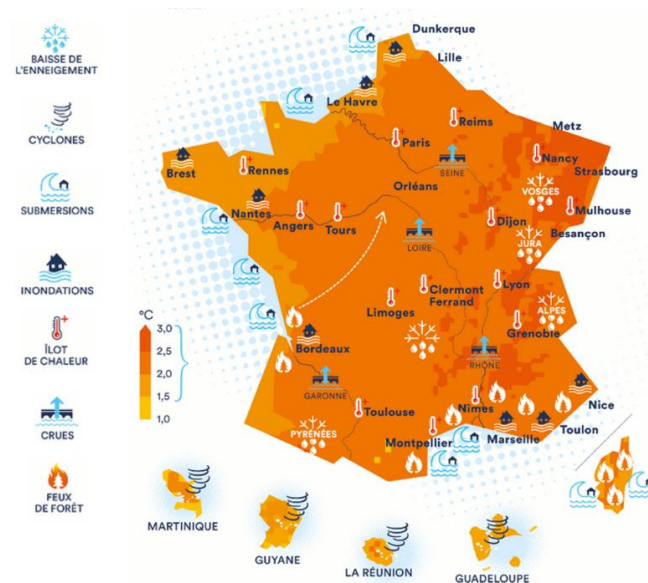 BAISSE DE
L'ENNEIGEMENT
CYCLONES
SUBMERSIONS
INONDATIONS
ÎLOT
DE CHALEUR
CRUES
FEUX
DE FORÊT
°C
3,0
2,5
2,0
1,5
1,0
Dunkerque
Lille
Le Havre
Reims
Paris
Metz
Nancy
Strasbourg
SEINE
VOSGES
Brest
Rennes
Orléans
Mulhouse
Nantes
Angers
Tours
Dijon
Besançon
JURA
LOIRE
Lyon
Clermont
Ferrand
Limoges
ALPES
Grenoble
Bordeaux
RHÔNE
GARONNE
Toulouse
Nîmes
Nice
PYRÉNÉES
Montpellier
Marseille
Toulon
MARTINIQUE
GUYANE
LA RÉUNION
GUADELOUPE